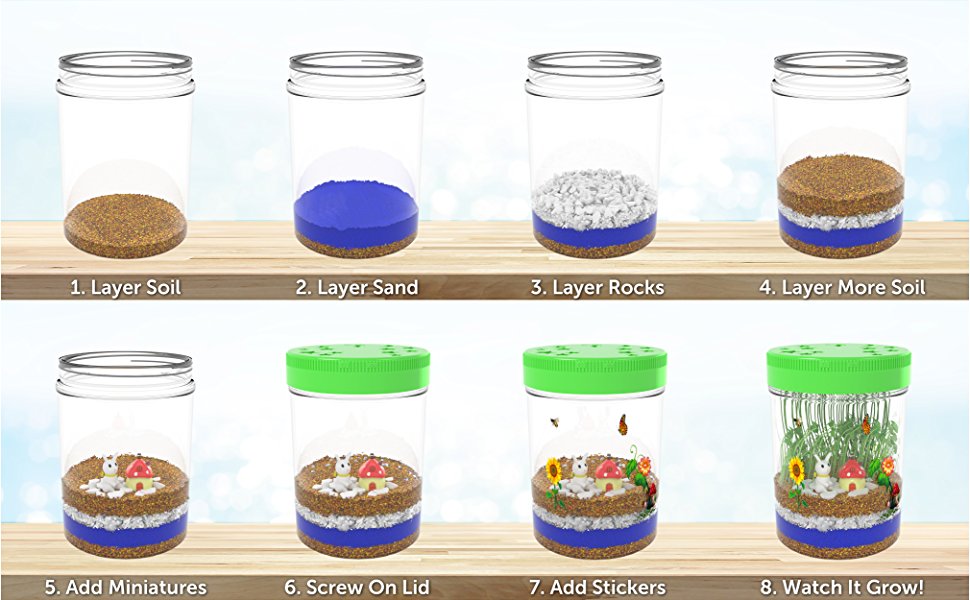 1. Layer Soil
2. Layer Sand
3. Layer Rocks
4. Layer More Soil
5. Add Miniatures
6. Screw On Lid
7. Add Stickers
8. Watch It Grow!